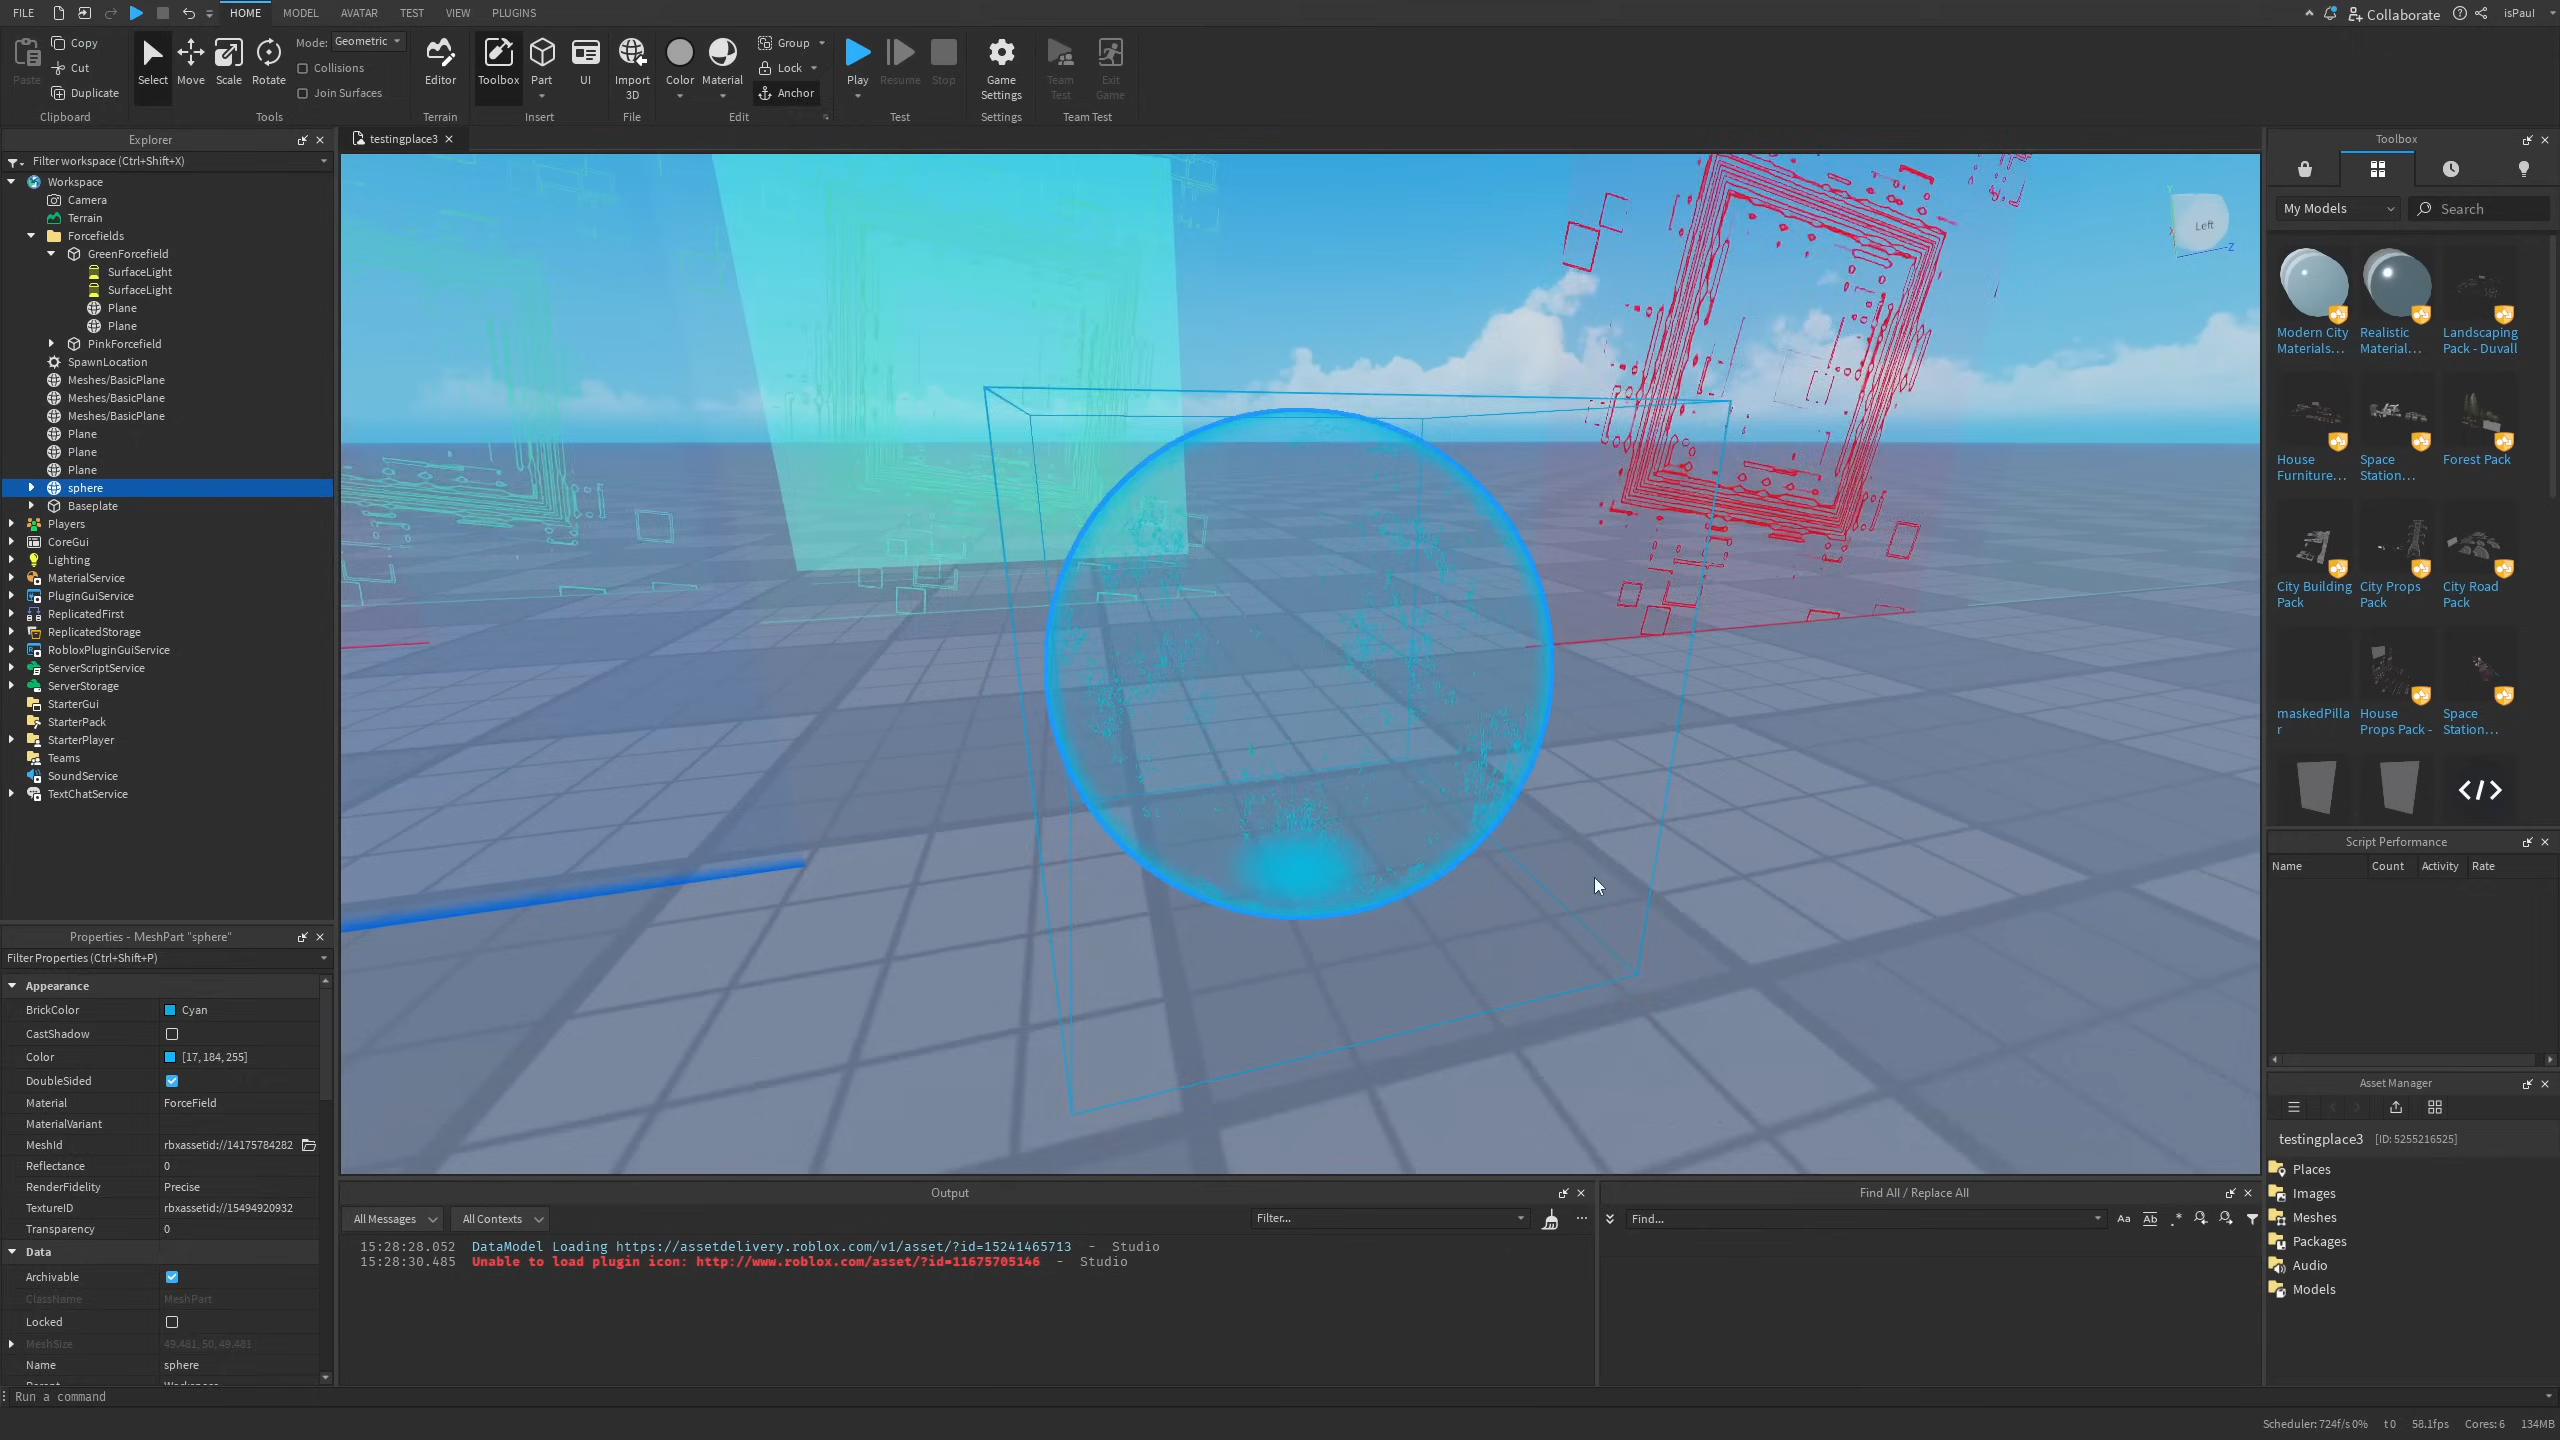 FILE HOME MODEL AVATAR TEST VIEW PLUGINS Collaborate isPaul
Paste Copy Cut Duplicate Clipboard
Select Move Scale Rotate Mode: Geometric Collisions Join Surfaces Tools
Editor Terrain
Toolbox Part UI Insert
Import 3D File
Color Material Group Lock Anchor Edit
Play Resume Stop Test
Game Settings Settings
Team Test Exit Game Team Test
Explorer
Filter workspace (Ctrl+Shift+X)
Workspace
Camera
Terrain
Forcefields
GreenForcefield
SurfaceLight
SurfaceLight
Plane
Plane
PinkForcefield
SpawnLocation
Meshes/BasicPlane
Meshes/BasicPlane
Meshes/BasicPlane
Plane
Plane
Plane
sphere
Baseplate
Players
CoreGui
Lighting
MaterialService
PluginGuiService
ReplicatedFirst
ReplicatedStorage
RobloxPluginGuiService
ServerScriptService
ServerStorage
StarterGui
StarterPack
StarterPlayer
Teams
SoundService
TextChatService
Properties - MeshPart "sphere"
Filter Properties (Ctrl+Shift+P)
Appearance
BrickColor Cyan
CastShadow
Color [17, 184, 255]
DoubleSided
Material ForceField
MaterialVariant
MeshId rbxassetid://14175784282
Reflectance 0
RenderFidelity Precise
TextureID rbxassetid://15494920932
Transparency 0
Data
Archivable
ClassName MeshPart
Locked
MeshSize 49.481, 50, 49.481
Name sphere
testingplace3
Left
Y
-Z
Output
All Messages All Contexts Filter...
15:28:28.052 DataModel Loading https://assetdelivery.roblox.com/v1/asset/?id=15241465713 - Studio
15:28:30.485 Unable to load plugin icon: http://www.roblox.com/asset/?id=11675705146 - Studio
Find All / Replace All
Find... Aa Ab .*
Toolbox
My Models Search
Modern City Materials... Realistic Material... Landscaping Pack - Duvall
House Furniture... Space Station... Forest Pack
City Building Pack City Props Pack City Road Pack
maskedPillar House Props Pack - Space Station...
Script Performance
Name Count Activity Rate
Asset Manager
testingplace3 [ID: 5255216525]
Places
Images
Meshes
Packages
Audio
Models
Run a command
Scheduler: 724f/s 0% t 0 58.1fps Cores: 6 134MB